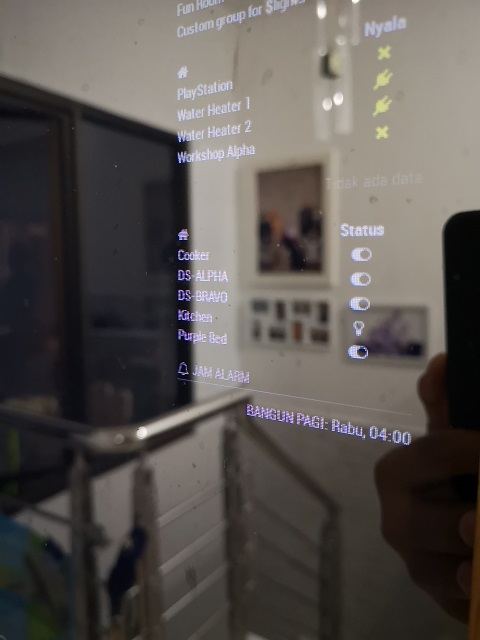 Fun Room
Custom group for $lights
Nyala
PlayStation
Water Heater 1
Water Heater 2
Workshop Alpha
Tidak ada data
Status
Cooker
DS-ALPHA
DS-BRAVO
Kitchen
Purple Bed
JAM ALARM
BANGUN PAGI: Rabu, 04:00